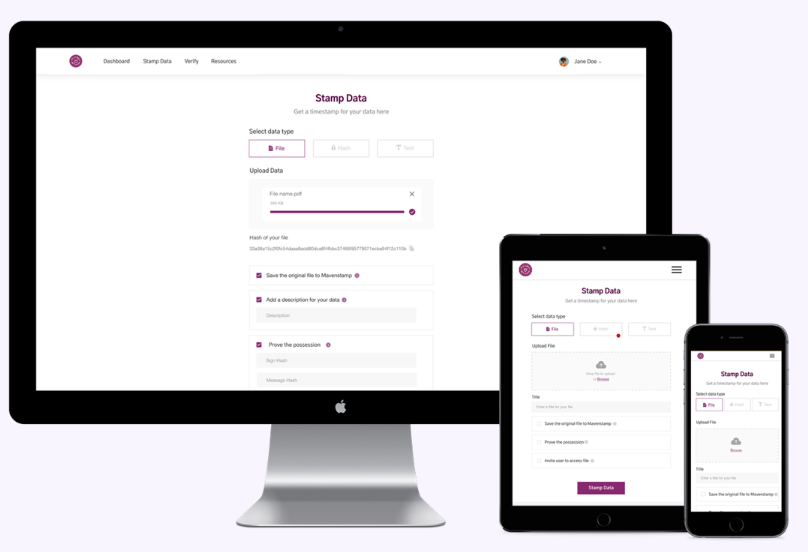 Dashboard Stamp Data Verify Resources Jane Doe
Stamp Data
Get a timestamp for your data here
Select data type
File Hash Text
Upload Data
File name.pdf
Hash of your file
Save the original file to Mavenstamp
Add a description for your data
Description
Prove the possession
Sign Hash
Message Hash
Stamp Data
Get a timestamp for your data here
Select data type
File Hash Text
Upload File
Drop file to upload
or Browse
Title
Enter a title for your file
Save the original file to Mavenstamp
Prove the possession
Invite user to access file
Stamp Data
Stamp Data
Get a timestamp for your data here
Select data type
File Hash Text
Upload File
Browse
Title
Enter a title for your file
Save the original file to Mavenstamp